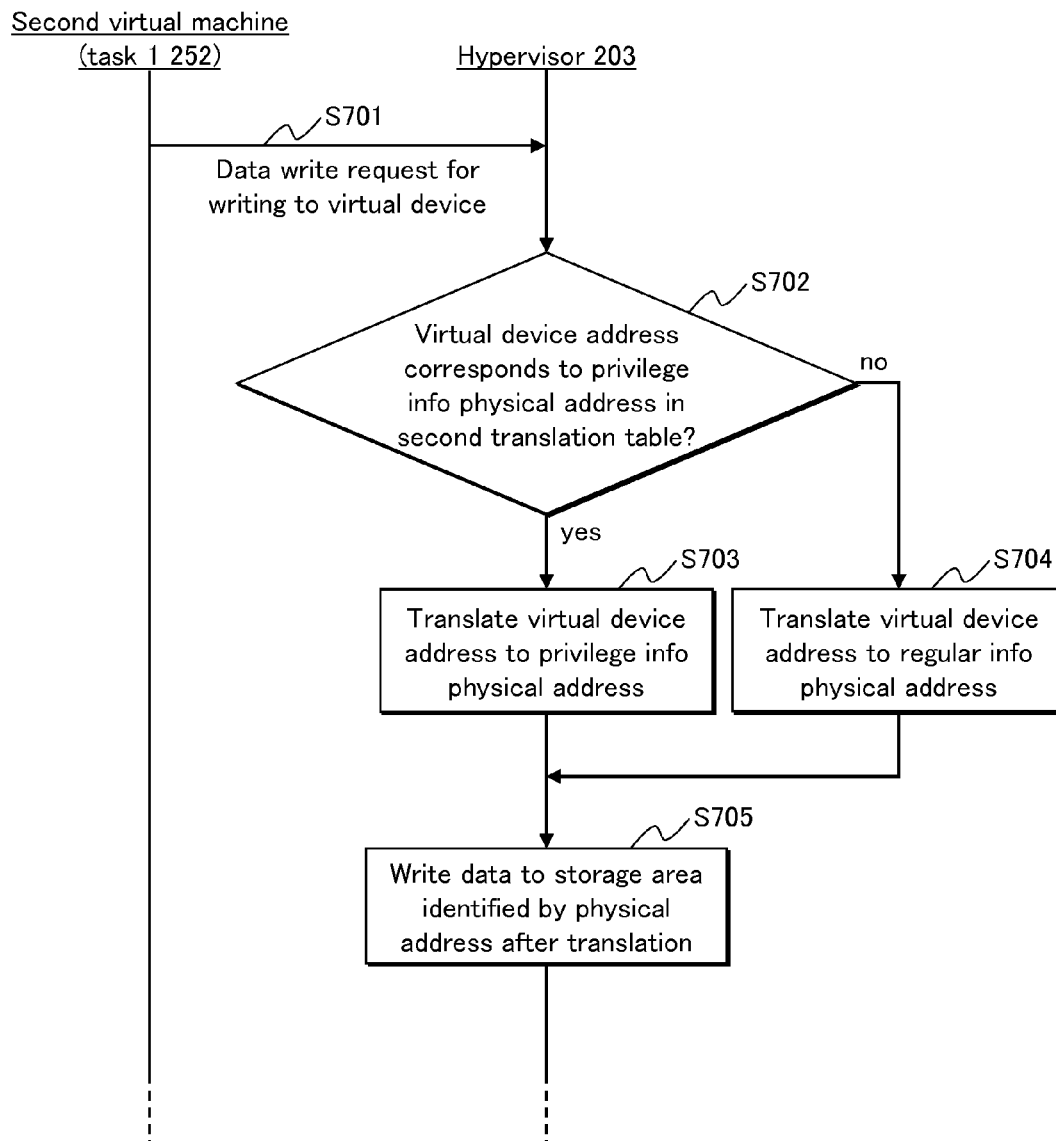 Second virtual machine
(task 1 252)
Hypervisor 203
S701
Data write request for
writing to virtual device
S702
Virtual device address
corresponds to privilege
info physical address in
second translation table?
no
yes
S703
Translate virtual device
address to privilege info
physical address
S704
Translate virtual device
address to regular info
physical address
S705
Write data to storage area
identified by physical
address after translation